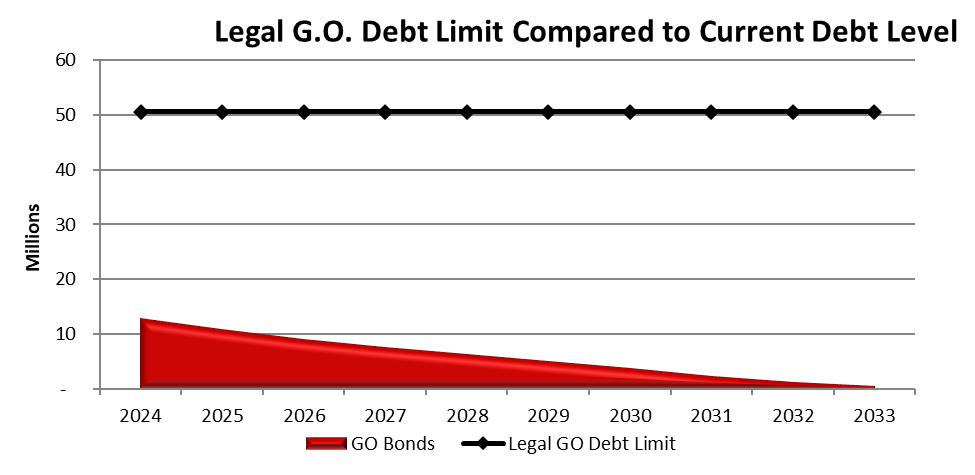 Legal G.O. Debt Limit Compared to Current Debt Level
60
50
40
30
20
10
-
Millions
2024 2025 2026 2027 2028 2029 2030 2031 2032 2033
GO Bonds Legal GO Debt Limit